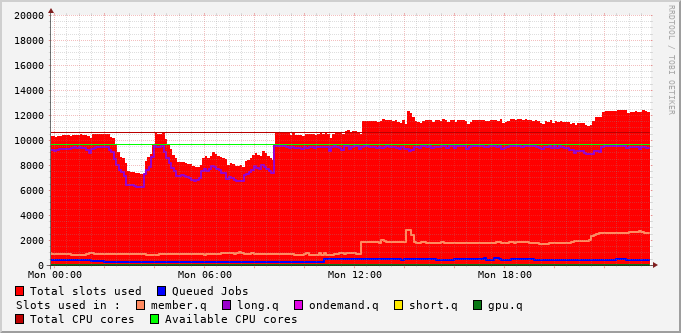 20000
18000
16000
14000
12000
10000
8000
6000
4000
2000
0
Mon 00:00 Mon 06:00 Mon 12:00 Mon 18:00
RRDTOOL / TOBI OETIKER
Total slots used Queued Jobs
Slots used in : member.q long.q ondemand.q short.q gpu.q
Total CPU cores Available CPU cores